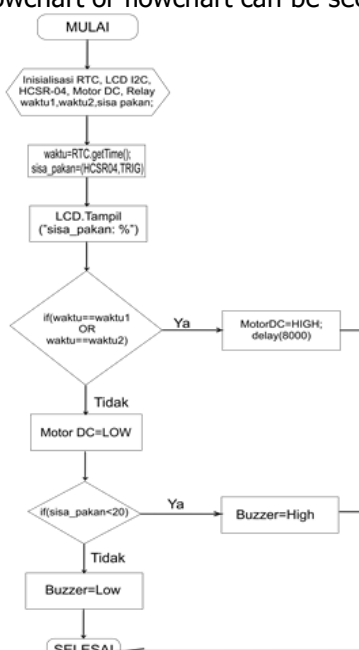 owchart or flowchart can be se
MULAI
Inisialisasi RTC, LCD I2C,
HCSR-04, Motor DC, Relay
waktu1,waktu2,sisa pakan;
waktu=RTC.getTime();
sisa_pakan=(HCSR04,TRIG)
LCD.Tampil
("sisa_pakan: %")
if(waktu==waktu1
OR
waktu==waktu2)
Ya
MotorDC=HIGH;
delay(8000)
Tidak
Motor DC=LOW
if(sisa_pakan<20)
Ya
Buzzer=High
Tidak
Buzzer=Low
SELESAI